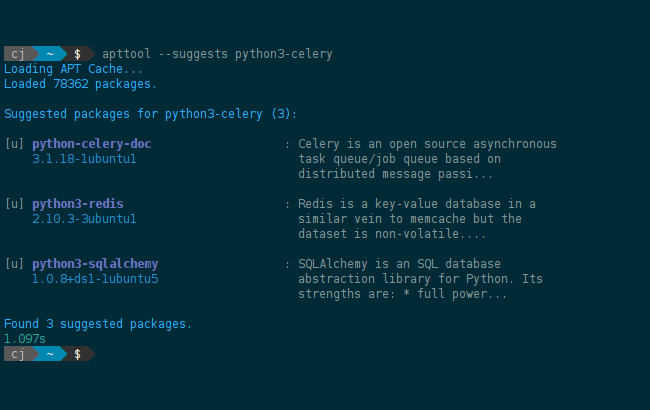 cj ~ $ apttool --suggests python3-celery
Loading APT Cache...
Loaded 78362 packages.
Suggested packages for python3-celery (3):
[u] python-celery-doc : Celery is an open source asynchronous
3.1.18-1ubuntu1 task queue/job queue based on
distributed message passi...
[u] python3-redis : Redis is a key-value database in a
2.10.3-3ubuntu1 similar vein to memcache but the
dataset is non-volatile....
[u] python3-sqlalchemy : SQLAlchemy is an SQL database
1.0.8+ds1-1ubuntu5 abstraction library for Python. Its
strengths are: * full power...
Found 3 suggested packages.
1.097s
cj ~ $